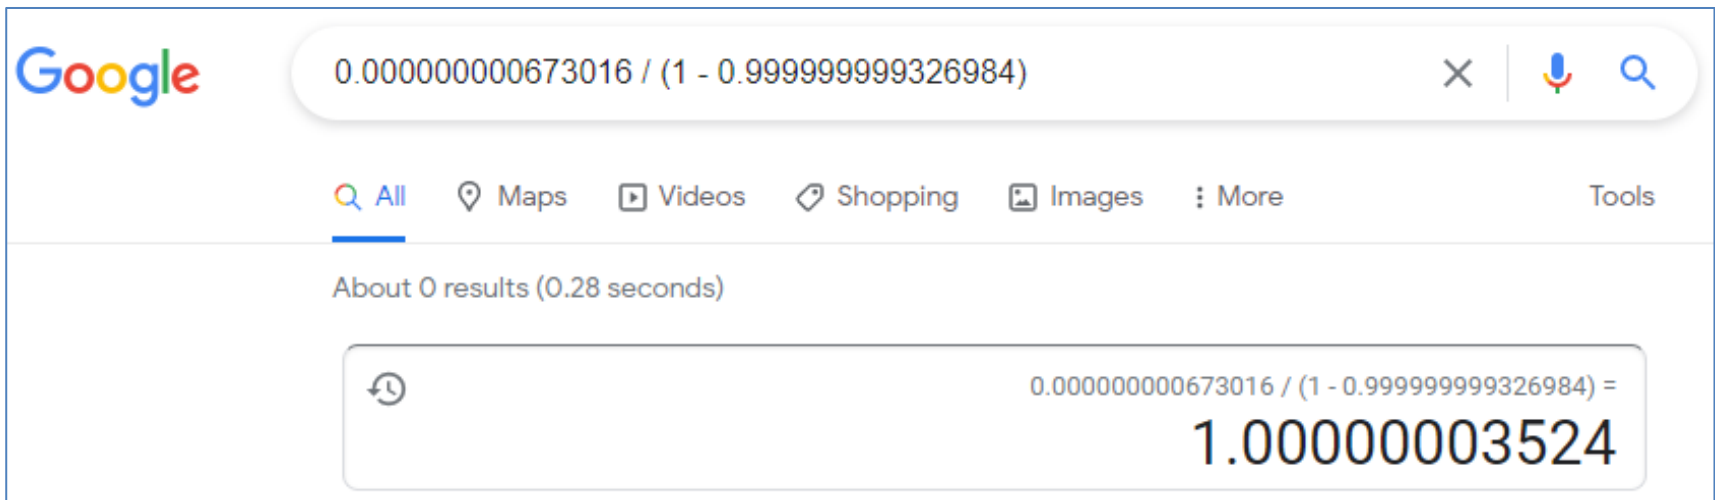 Google
0.000000000673016 / (1 - 0.999999999326984)
All Maps Videos Shopping Images More Tools
About 0 results (0.28 seconds)
0.000000000673016 / (1 - 0.999999999326984) =
1.00000003524